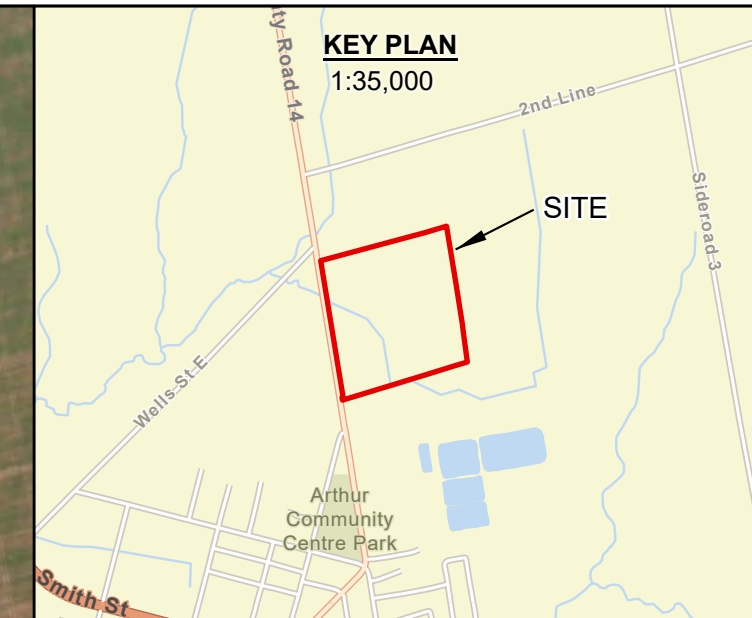 KEY PLAN
1:35,000
ty Road 14
2nd Line
Sideroad 3
SITE
Wells St E
Arthur
Community
Centre Park
Smith St